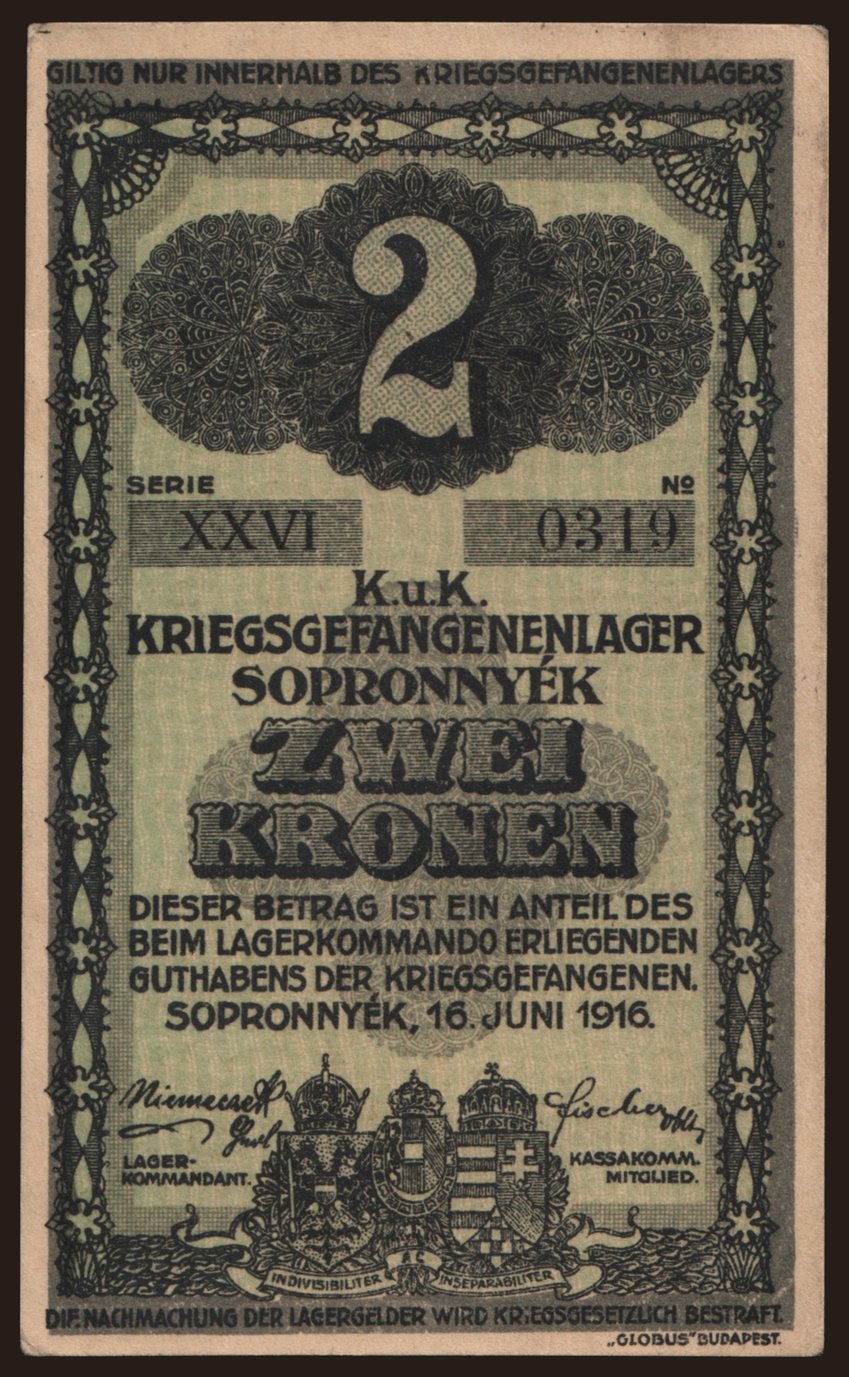 GILTIG NUR INNERHALB DES KRIEGSGEFANGENENLAGERS
2
SERIE No
XXVI 0319
K.u.K.
KRIEGSGEFANGENENLAGER
SOPRONNYÉK
ZWEI
KRONEN
DIESER BETRAG IST EIN ANTEIL DES
BEIM LAGERKOMMANDO ERLIEGENDEN
GUTHABENS DER KRIEGSGEFANGENEN.
SOPRONNYÉK, 16. JUNI 1916.
Fischer
LAGER-
KOMMANDANT.
KASSAKOMM.
MITGLIED.
INDIVISIBILITER AC INSEPARABILITER
DIE NACHMACHUNG DER LAGERGELDER WIRD KRIEGSGESETZLICH BESTRAFT.
„GLOBUS" BUDAPEST.